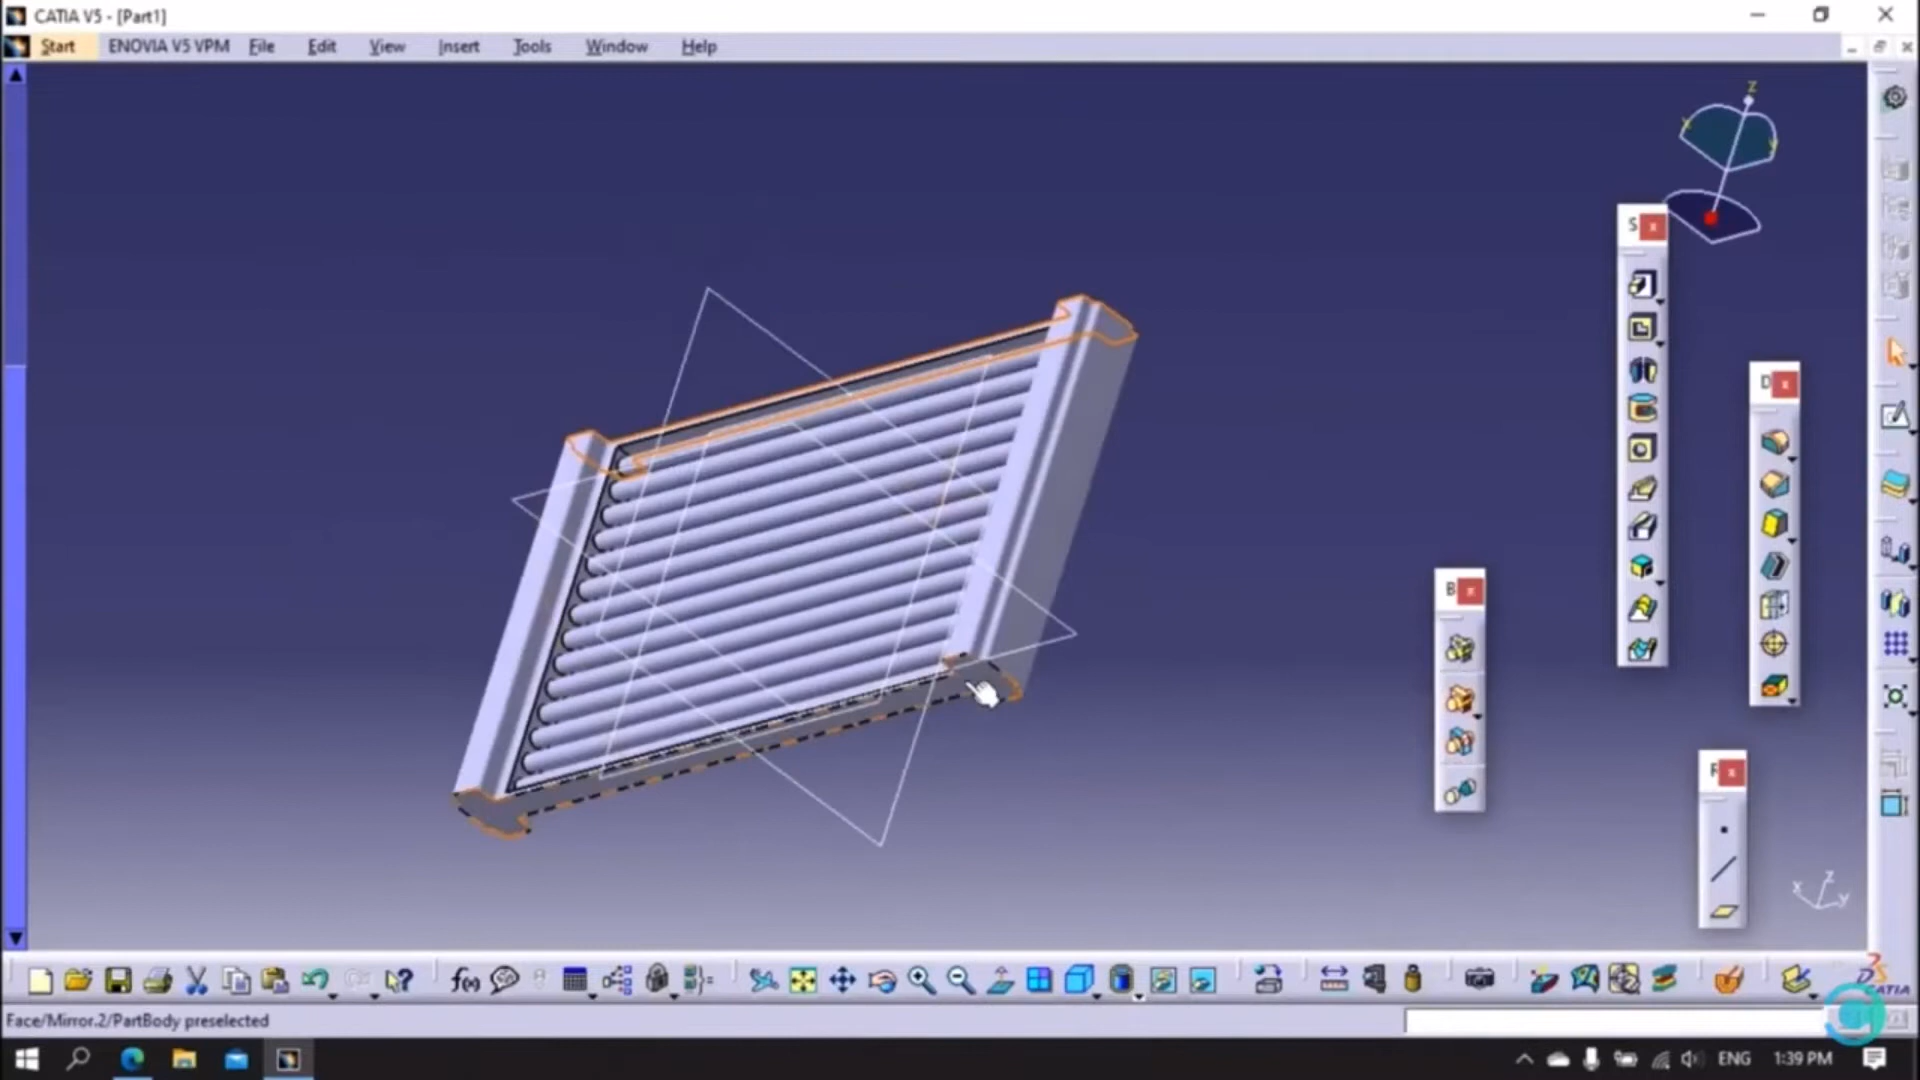 CATIA V5 - [Part1]
Start ENOVIA V5 VPM File Edit View Insert Tools Window Help
z
x
y
S
D
B
z
x
y
f(x)
CATIA
Face/Mirror.2/PartBody preselected
ENG 1:39 PM